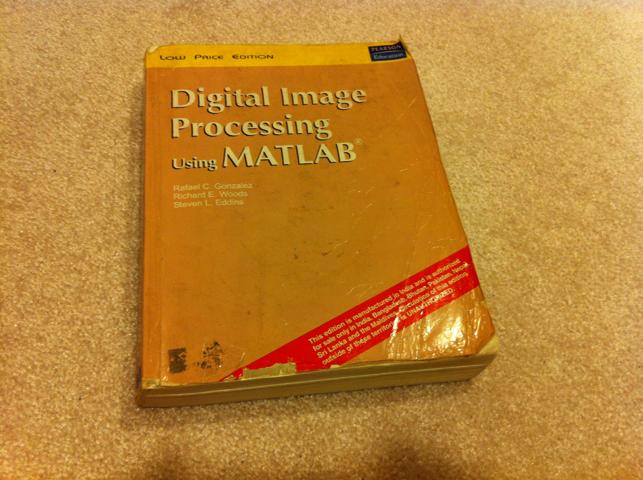 LOW PRICE EDITION
PEARSON
Education
Digital Image
Processing
Using MATLAB®
Rafael C. Gonzalez
Richard E. Woods
Steven L. Eddins
This edition is manufactured in India and is authorized
for sale only in India, Bangladesh, Bhutan, Pakistan, Nepal,
Sri Lanka and the Maldives. Circulation of this edition
outside of these territories is UNAUTHORIZED.